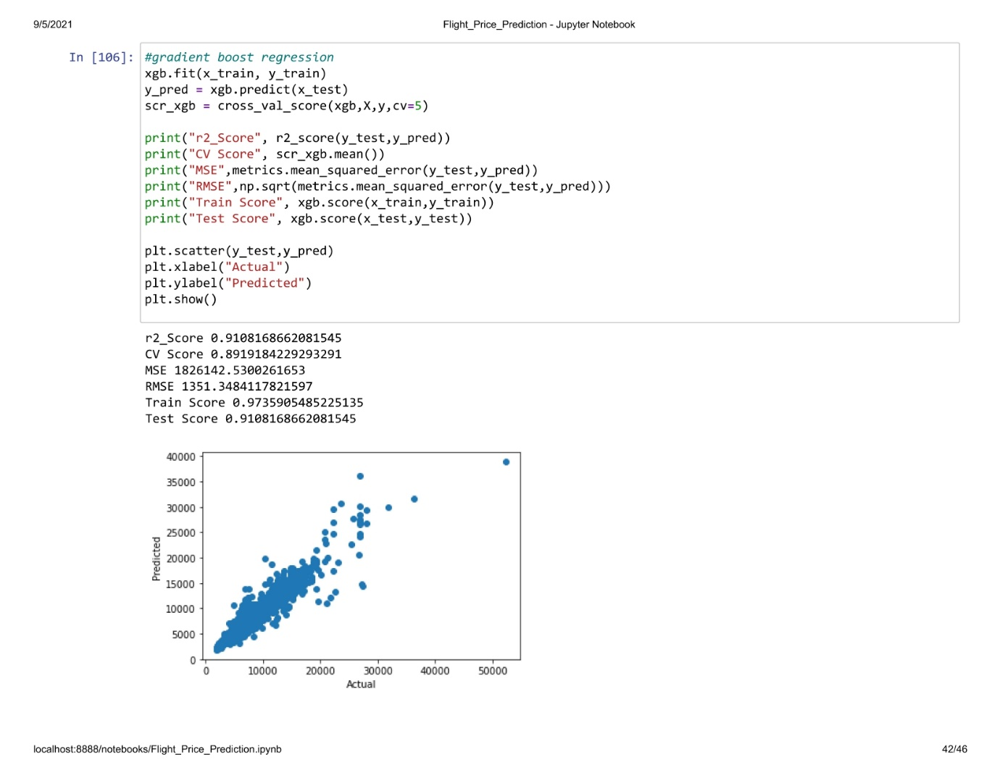 9/5/2021 Flight_Price_Prediction - Jupyter Notebook
In [106]: #gradient boost regression
xgb.fit(x_train, y_train)
y_pred = xgb.predict(x_test)
scr_xgb = cross_val_score(xgb,X,y,cv=5)
print("r2_Score", r2_score(y_test,y_pred))
print("CV Score", scr_xgb.mean())
print("MSE",metrics.mean_squared_error(y_test,y_pred))
print("RMSE",np.sqrt(metrics.mean_squared_error(y_test,y_pred)))
print("Train Score", xgb.score(x_train,y_train))
print("Test Score", xgb.score(x_test,y_test))
plt.scatter(y_test,y_pred)
plt.xlabel("Actual")
plt.ylabel("Predicted")
plt.show()
r2_Score 0.9108168662081545
CV Score 0.8919184229293291
MSE 1826142.5300261653
RMSE 1351.3484117821597
Train Score 0.9735905485225135
Test Score 0.9108168662081545
40000
35000
30000
25000
20000
15000
10000
5000
0
Predicted
0 10000 20000 30000 40000 50000
Actual
localhost:8888/notebooks/Flight_Price_Prediction.ipynb 42/46